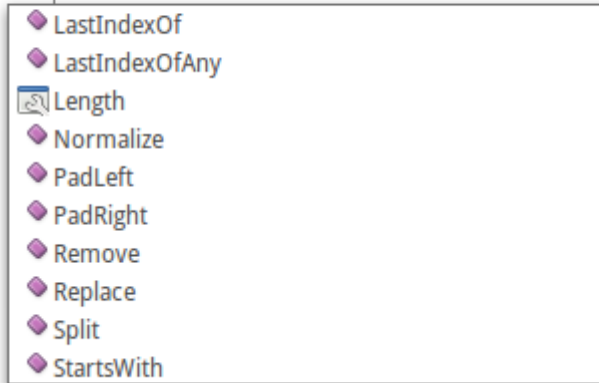 LastIndexOf
LastIndexOfAny
Length
Normalize
PadLeft
PadRight
Remove
Replace
Split
StartsWith